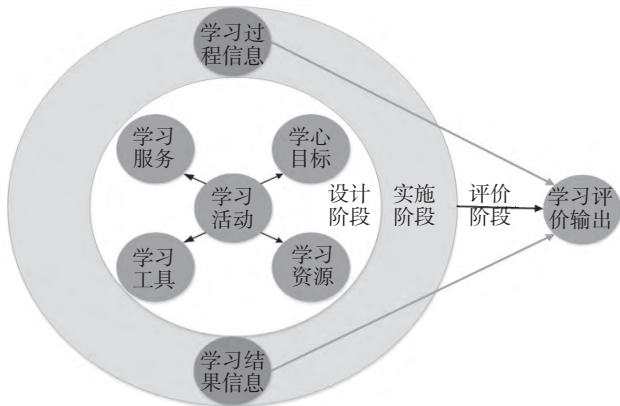 学习过
程信息
学习
服务
学心
目标
学习
活动
设计
阶段
实施
阶段
评价
阶段
学习评
价输出
学习
工具
学习
资源
学习结
果信息